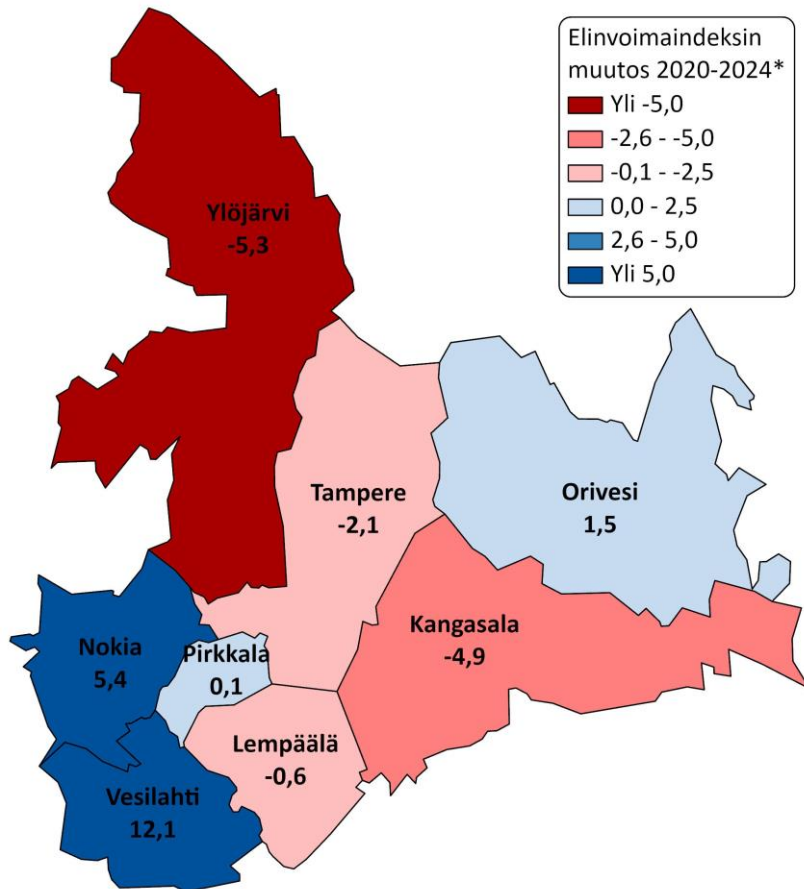 Elinvoimaindeksin
muutos 2020-2024*
Yli -5,0
-2,6 - -5,0
-0,1 - -2,5
0,0 - 2,5
2,6 - 5,0
Yli 5,0
Ylöjärvi
-5,3
Tampere
-2,1
Orivesi
1,5
Kangasala
-4,9
Nokia
5,4
Pirkkala
0,1
Lempäälä
-0,6
Vesilahti
12,1